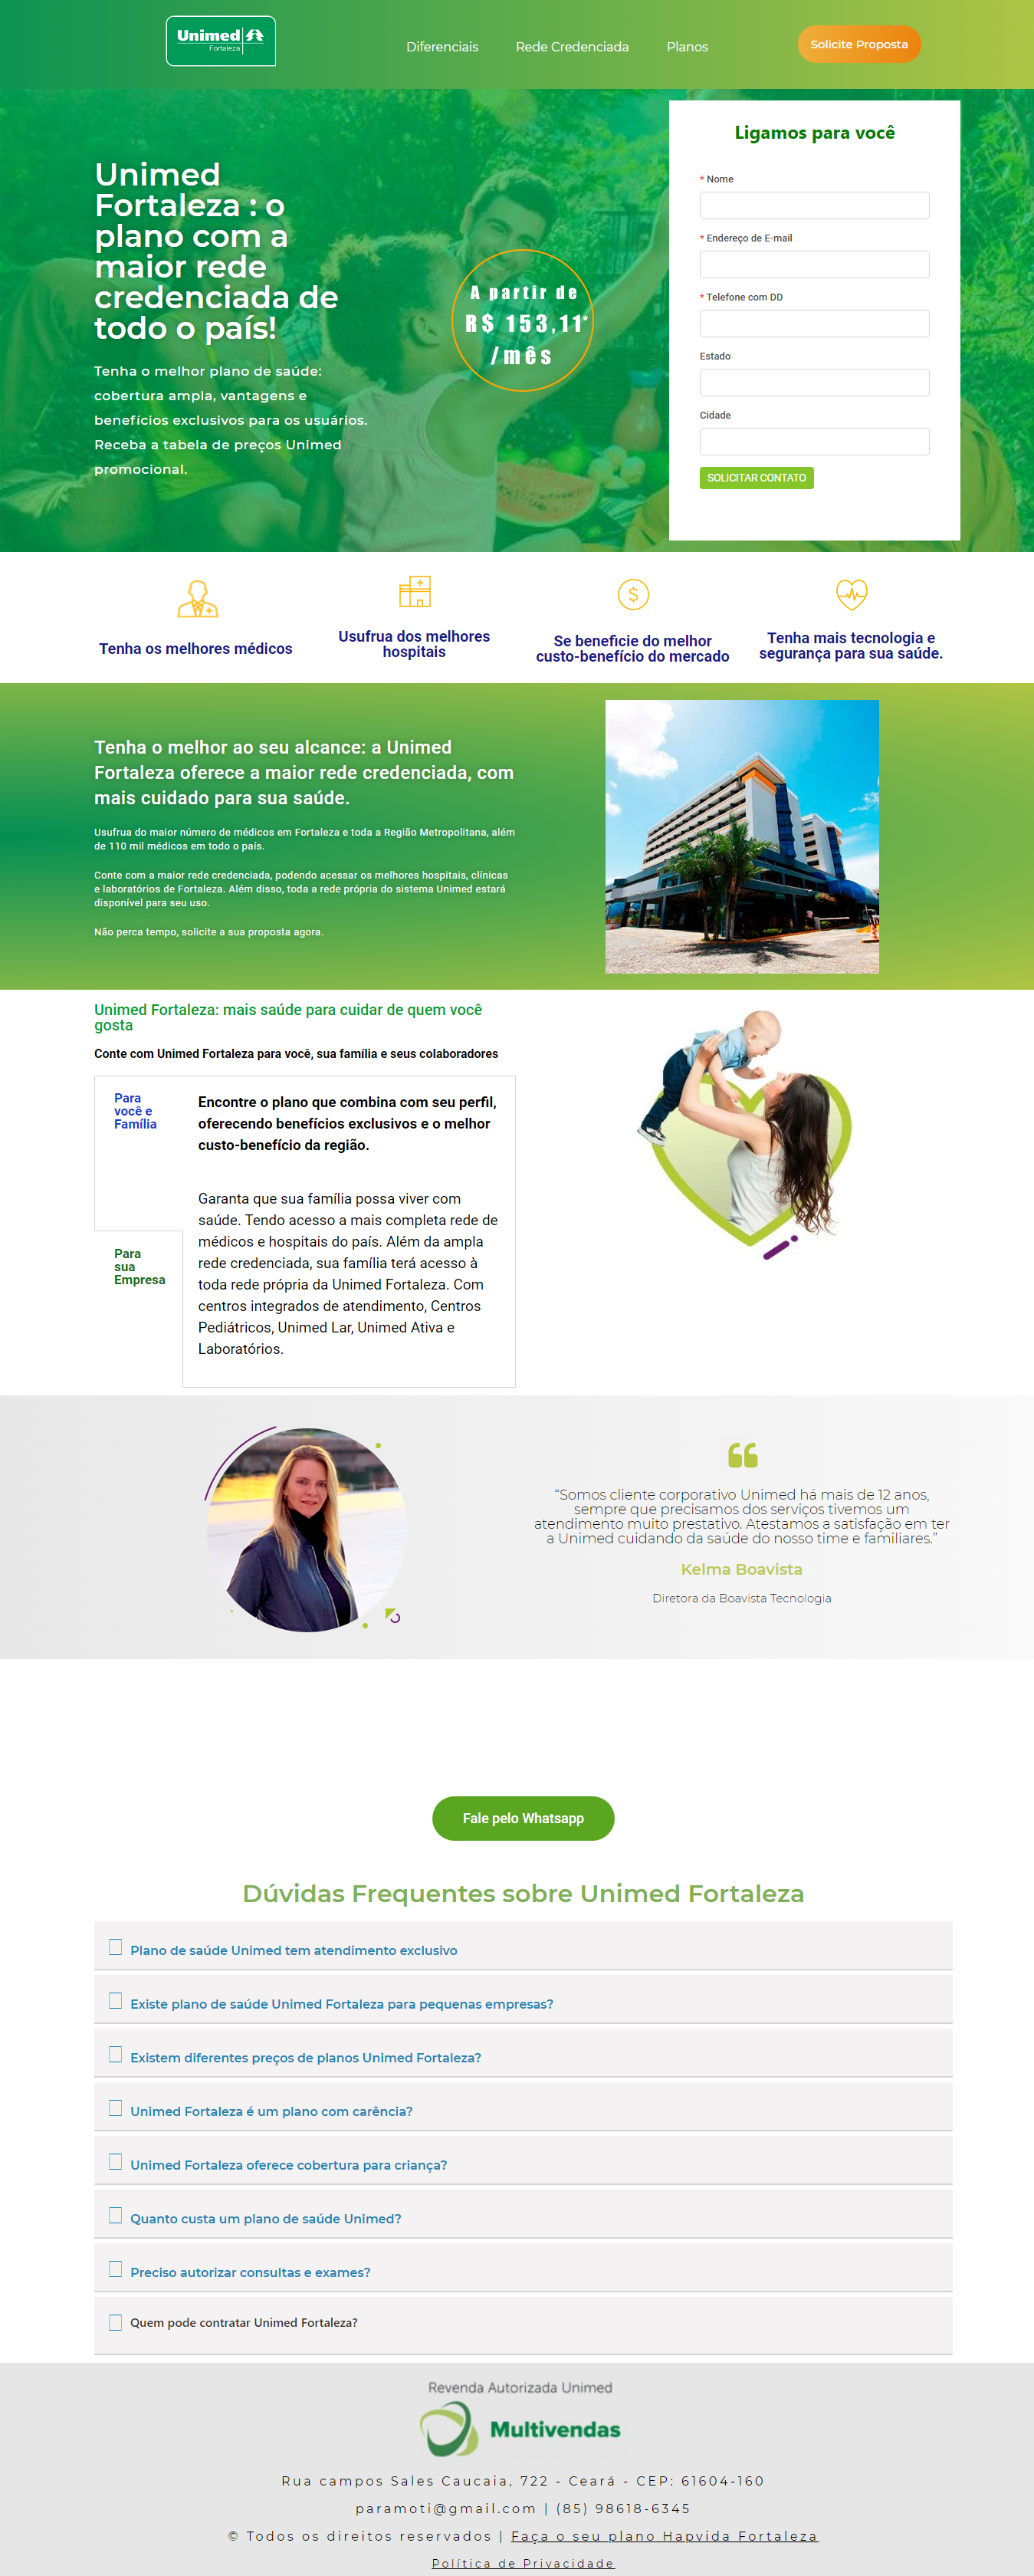 Unimed
Fortaleza
Diferenciais
Rede Credenciada
Planos
Solicite Proposta
Unimed
Fortaleza : o
plano com a
maior rede
credenciada de
todo o país!
Tenha o melhor plano de saúde:
cobertura ampla, vantagens e
benefícios exclusivos para os usuários.
Receba a tabela de preços Unimed
promocional.
A partir de
R$ 153,11*
/mês
Ligamos para você
* Nome
* Endereço de E-mail
* Telefone com DD
Estado
Cidade
SOLICITAR CONTATO
Tenha os melhores médicos
Usufrua dos melhores
hospitais
Se beneficie do melhor
custo-benefício do mercado
Tenha mais tecnologia e
segurança para sua saúde.
Tenha o melhor ao seu alcance: a Unimed
Fortaleza oferece a maior rede credenciada, com
mais cuidado para sua saúde.
Usufrua do maior número de médicos em Fortaleza e toda a Região Metropolitana, além
de 110 mil médicos em todo o país.
Conte com a maior rede credenciada, podendo acessar os melhores hospitais, clínicas
e laboratórios de Fortaleza. Além disso, toda a rede própria do sistema Unimed estará
disponível para seu uso.
Não perca tempo, solicite a sua proposta agora.
Unimed Fortaleza: mais saúde para cuidar de quem você
gosta
Conte com Unimed Fortaleza para você, sua família e seus colaboradores
Para
você e
Família
Para
sua
Empresa
Encontre o plano que combina com seu perfil,
oferecendo benefícios exclusivos e o melhor
custo-benefício da região.
Garanta que sua família possa viver com
saúde. Tendo acesso a mais completa rede de
médicos e hospitais do país. Além da ampla
rede credenciada, sua família terá acesso à
toda rede própria da Unimed Fortaleza. Com
centros integrados de atendimento, Centros
Pediátricos, Unimed Lar, Unimed Ativa e
Laboratórios.
“Somos cliente corporativo Unimed há mais de 12 anos,
sempre que precisamos dos serviços tivemos um
atendimento muito prestativo. Atestamos a satisfação em ter
a Unimed cuidando da saúde do nosso time e familiares.”
Kelma Boavista
Diretora da Boavista Tecnologia
Fale pelo Whatsapp
Dúvidas Frequentes sobre Unimed Fortaleza
Plano de saúde Unimed tem atendimento exclusivo
Existe plano de saúde Unimed Fortaleza para pequenas empresas?
Existem diferentes preços de planos Unimed Fortaleza?
Unimed Fortaleza é um plano com carência?
Unimed Fortaleza oferece cobertura para criança?
Quanto custa um plano de saúde Unimed?
Preciso autorizar consultas e exames?
Quem pode contratar Unimed Fortaleza?
Revenda Autorizada Unimed
Multivendas
Rua campos Sales Caucaia, 722 - Ceará - CEP: 61604-160
paramoti@gmail.com | (85) 98618-6345
© Todos os direitos reservados | Faça o seu plano Hapvida Fortaleza
Política de Privacidade